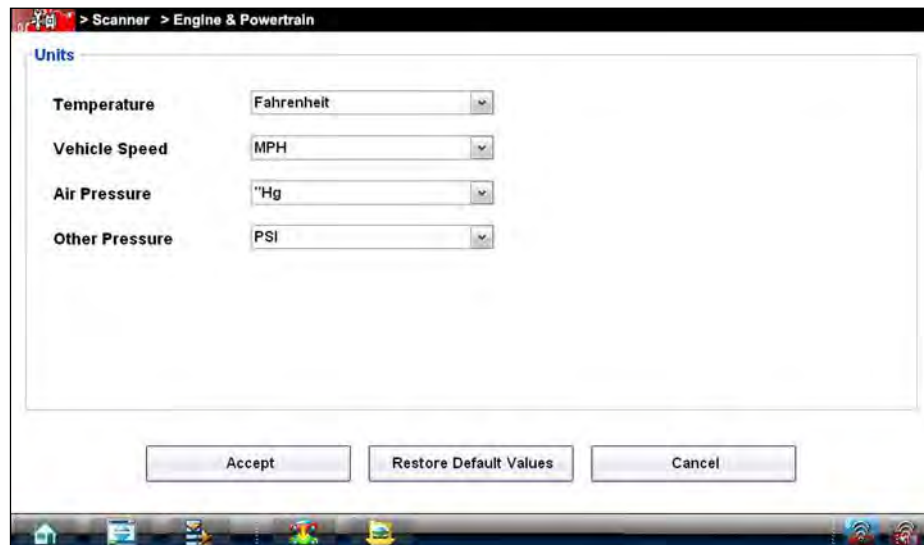 > Scanner > Engine & Powertrain
Units
Temperature Fahrenheit
Vehicle Speed MPH
Air Pressure "Hg
Other Pressure PSI
Accept Restore Default Values Cancel